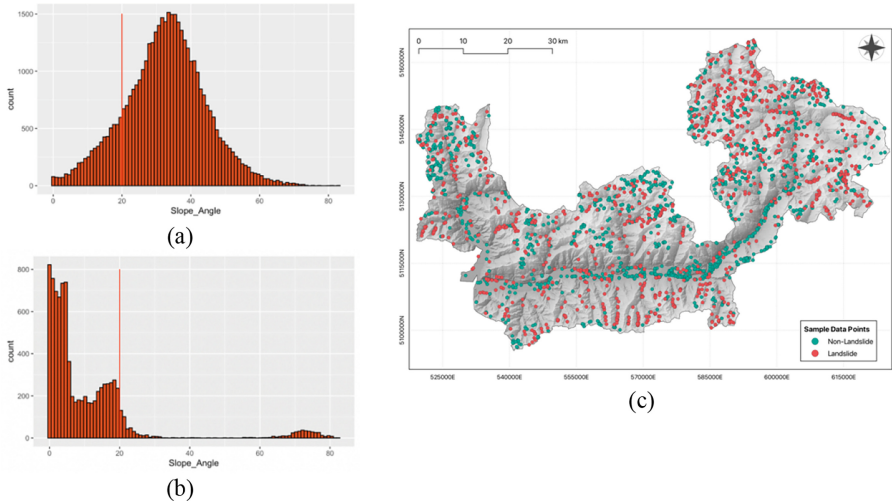 1500
1000
500
0
count
0
20
40
60
80
Slope_Angle
(a)
800
600
400
200
0
count
0
20
40
60
80
Slope_Angle
(b)
0 10 20 30 km
5160000N
5145000N
5130000N
5115000N
5100000N
Sample Data Points
Non-Landslide
Landslide
525000E 540000E 555000E 570000E 585000E 600000E 615000E
(c)